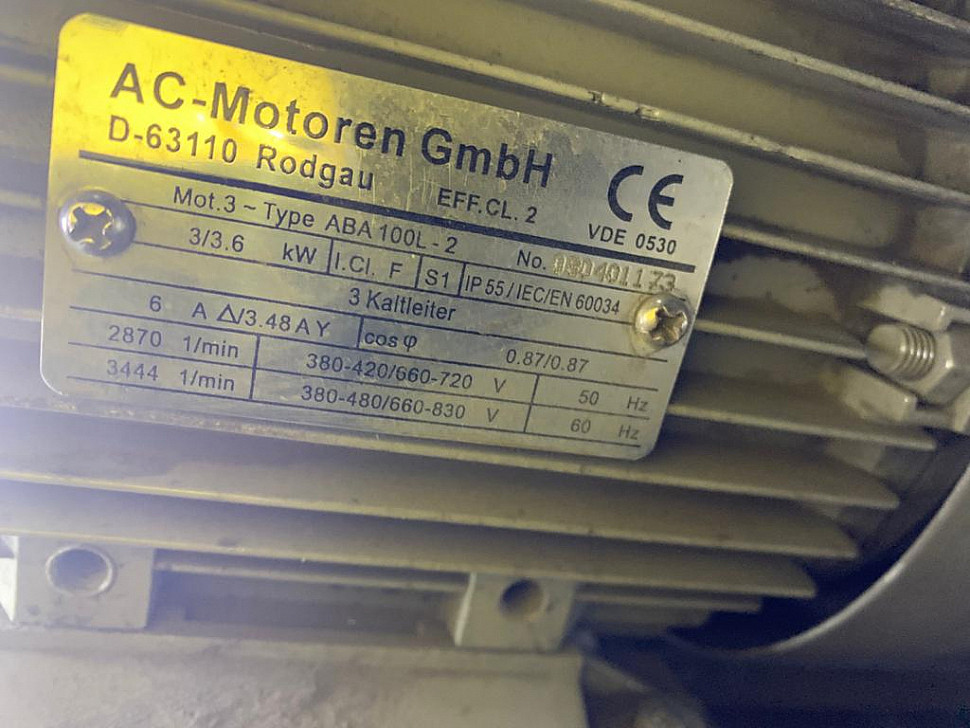 AC-Motoren GmbH
D-63110 Rodgau
EFF.CL. 2
CE
VDE 0530
Mot.3 ~ Type ABA 100L - 2
No.
3/3.6 kW I.Cl. F S1 IP 55 / IEC/EN 60034
3 Kaltleiter
6 A Δ/3.48 A Y cos φ 0.87/0.87
2870 1/min 380-420/660-720 V 50 Hz
3444 1/min 380-480/660-830 V 60 Hz